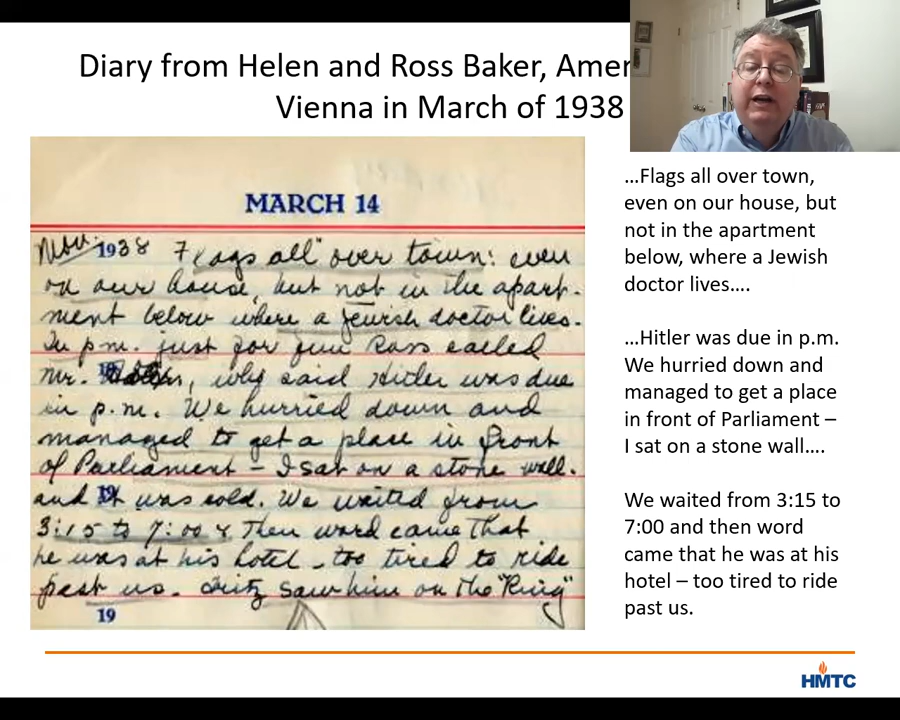 Diary from Helen and Ross Baker, Amer
Vienna in March of 1938
MARCH 14
Mon. 1938 Flags all over town: even
on our house, but not in the apart-
ment below where a Jewish doctor lives.
In p.m. just for fun Ross called
Mr. , who said Hitler was due
in p.m. We hurried down and
managed to get a place in front
of Parliament – I sat on a stone wall.
and it was cold. We waited from
3:15 to 7:00 & then word came that
he was at his hotel – too tired to ride
past us. Fritz saw him on the "Ring"
19
…Flags all over town,
even on our house, but
not in the apartment
below, where a Jewish
doctor lives….
…Hitler was due in p.m.
We hurried down and
managed to get a place
in front of Parliament –
I sat on a stone wall….
We waited from 3:15 to
7:00 and then word
came that he was at his
hotel – too tired to ride
past us.
HMTC